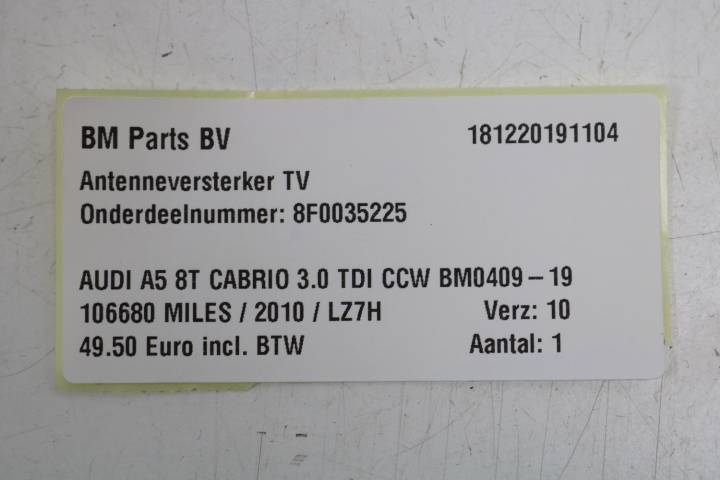 BM Parts BV 181220191104
Antenneversterker TV
Onderdeelnummer: 8F0035225
AUDI A5 8T CABRIO 3.0 TDI CCW BM0409 – 19
106680 MILES / 2010 / LZ7H Verz: 10
49.50 Euro incl. BTW Aantal: 1